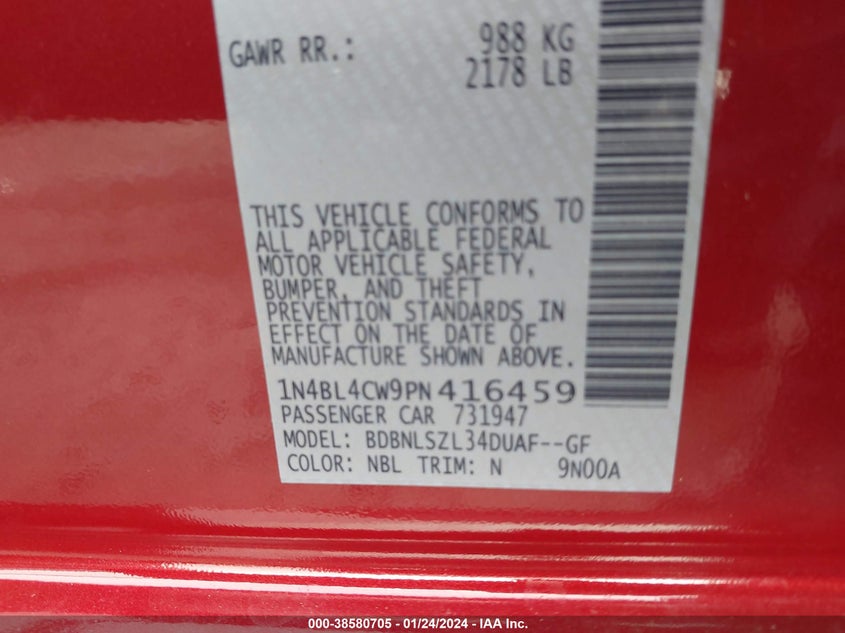 GAWR RR.: 988 KG
2178 LB
THIS VEHICLE CONFORMS TO
ALL APPLICABLE FEDERAL
MOTOR VEHICLE SAFETY,
BUMPER, AND THEFT
PREVENTION STANDARDS IN
EFFECT ON THE DATE OF
MANUFACTURE SHOWN ABOVE.
1N4BL4CW9PN416459
PASSENGER CAR 731947
MODEL: BDBNLSZL34DUAF--GF
COLOR: NBL TRIM: N 9N00A
000-38580705 - 01/24/2024 - IAA Inc.